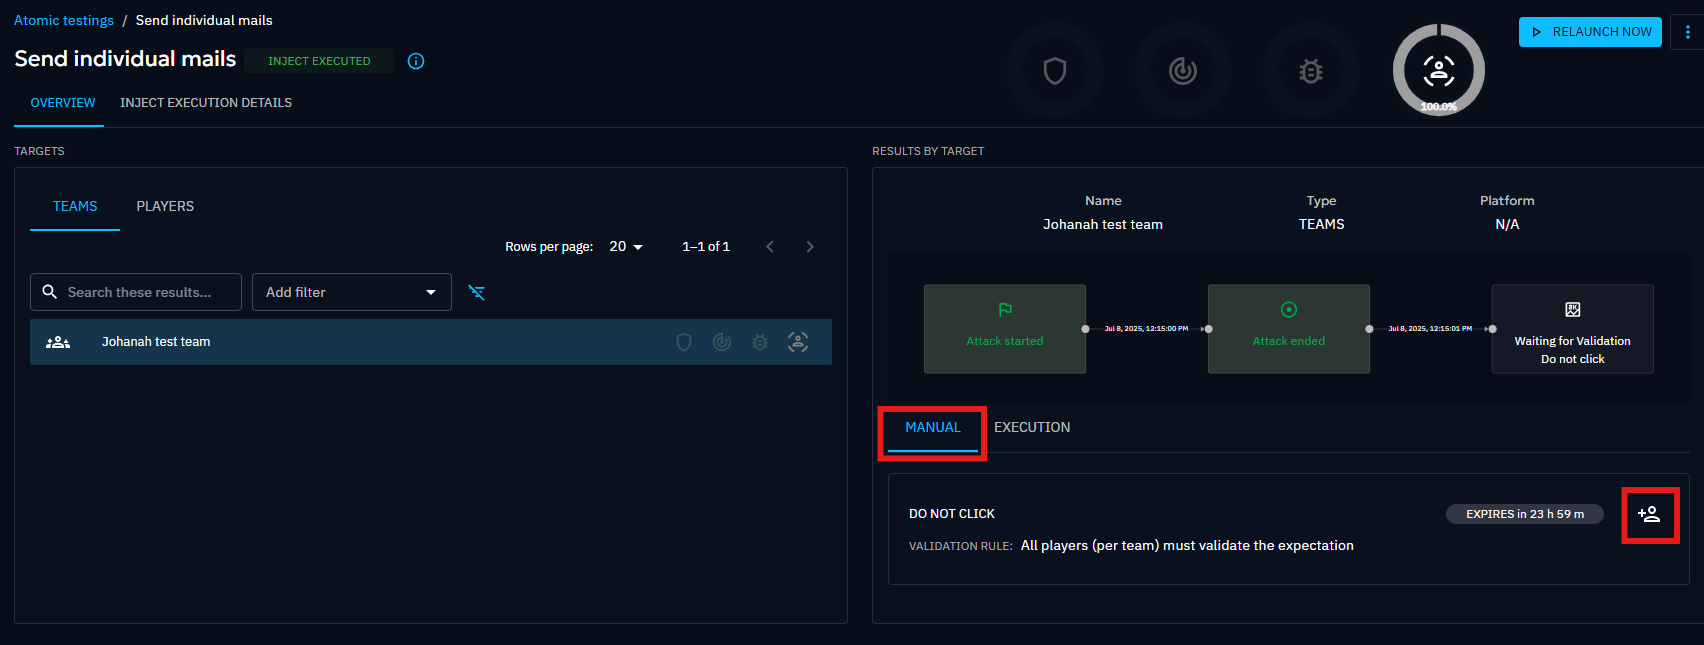 Atomic testings / Send individual mails
Send individual mails INJECT EXECUTED
100.0%
RELAUNCH NOW
OVERVIEW INJECT EXECUTION DETAILS
TARGETS
TEAMS PLAYERS
Rows per page: 20 1–1 of 1
Search these results... Add filter
Johanah test team
RESULTS BY TARGET
Name Type Platform
Johanah test team TEAMS N/A
Attack started
Jul 8, 2025, 12:15:00 PM
Attack ended
Jul 8, 2025, 12:15:01 PM
Waiting for Validation
Do not click
MANUAL EXECUTION
DO NOT CLICK EXPIRES in 23 h 59 m
VALIDATION RULE: All players (per team) must validate the expectation